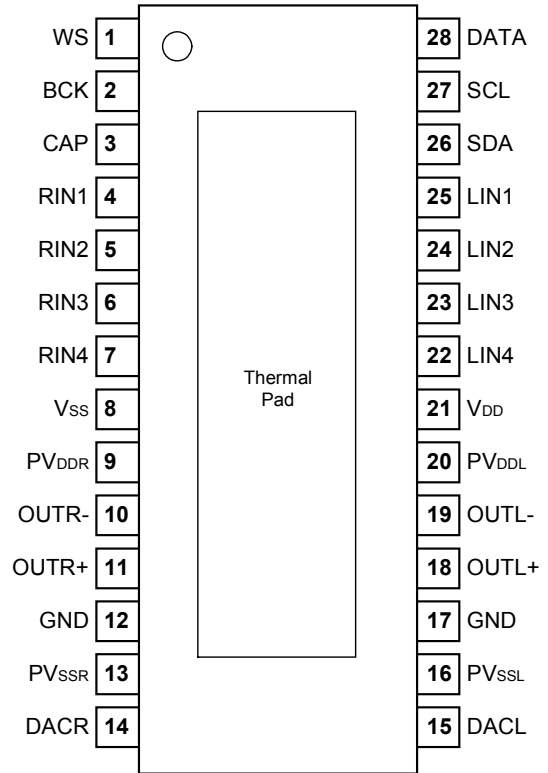 WS 1
BCK 2
CAP 3
RIN1 4
RIN2 5
RIN3 6
RIN4 7
VSS 8
PVDDR 9
OUTR- 10
OUTR+ 11
GND 12
PVSSR 13
DACR 14
Thermal
Pad
28 DATA
27 SCL
26 SDA
25 LIN1
24 LIN2
23 LIN3
22 LIN4
21 VDD
20 PVDDL
19 OUTL-
18 OUTL+
17 GND
16 PVSSL
15 DACL